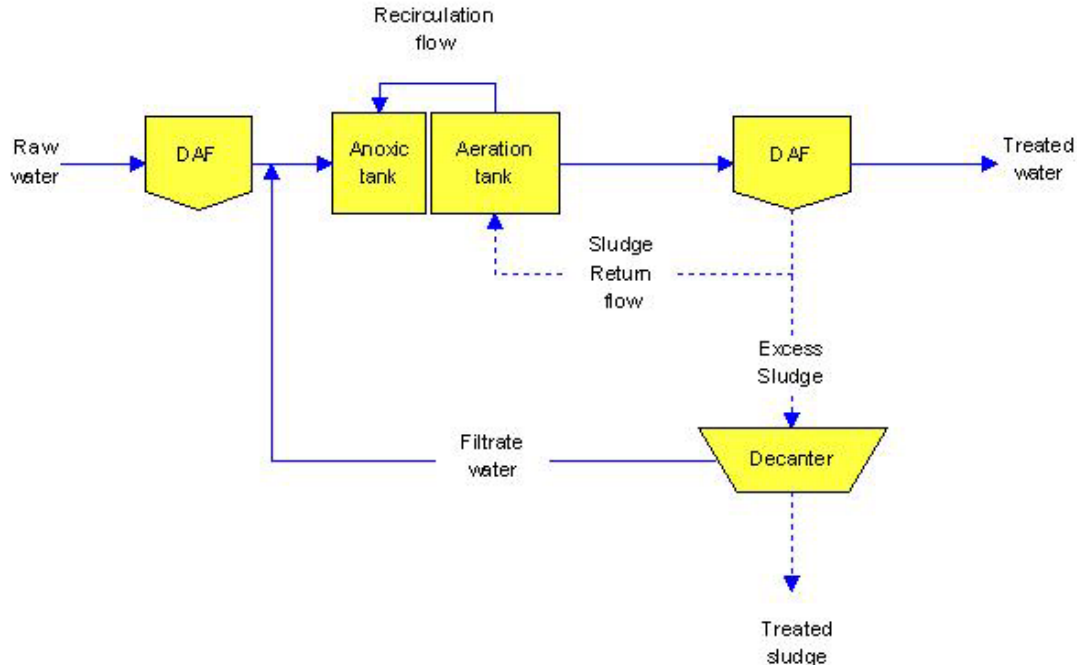 Recirculation
flow
Raw
water
DAF
Anoxic
tank
Aeration
tank
DAF
Treated
water
Sludge
Return
flow
Excess
Sludge
Filtrate
water
Decanter
Treated
sludge